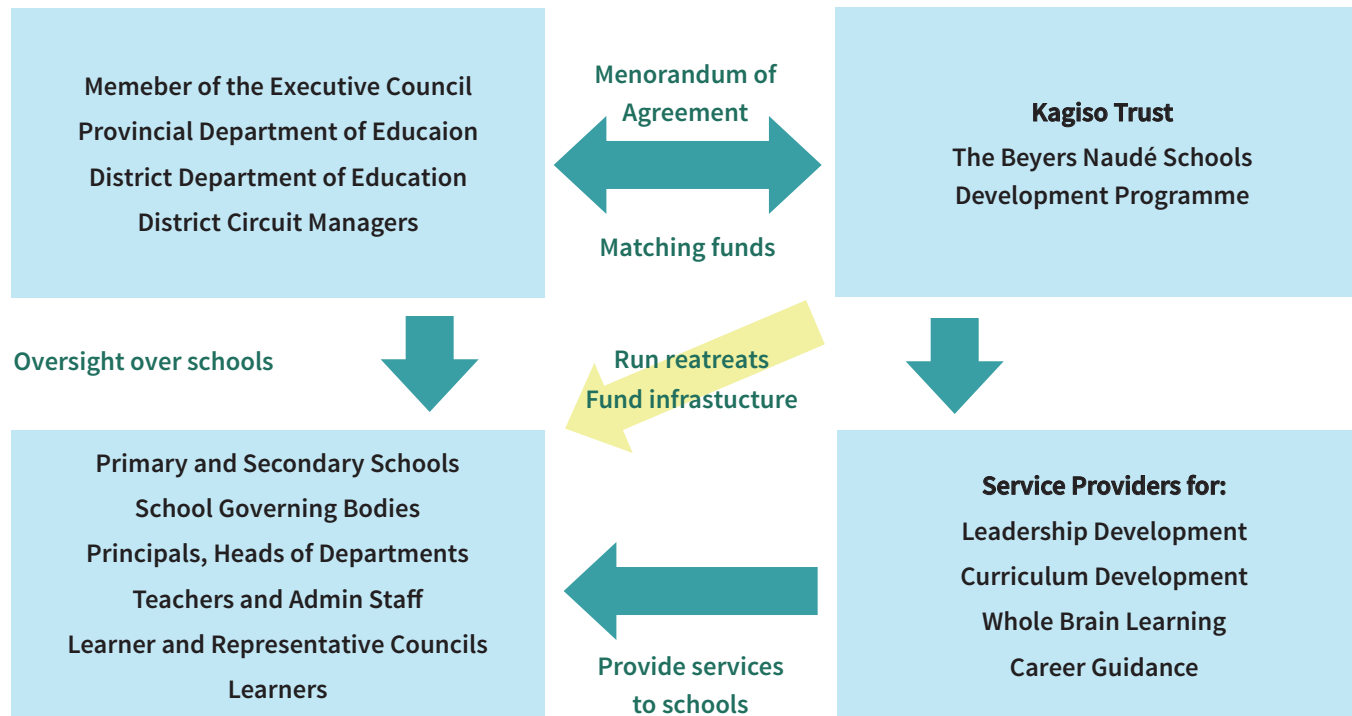 Memeber of the Executive Council
Provincial Department of Educaion
District Department of Education
District Circuit Managers
Menorandum of
Agreement
Matching funds
Kagiso Trust
The Beyers Naudé Schools
Development Programme
Oversight over schools
Run reatreats
Fund infrastucture
Primary and Secondary Schools
School Governing Bodies
Principals, Heads of Departments
Teachers and Admin Staff
Learner and Representative Councils
Learners
Provide services
to schools
Service Providers for:
Leadership Development
Curriculum Development
Whole Brain Learning
Career Guidance